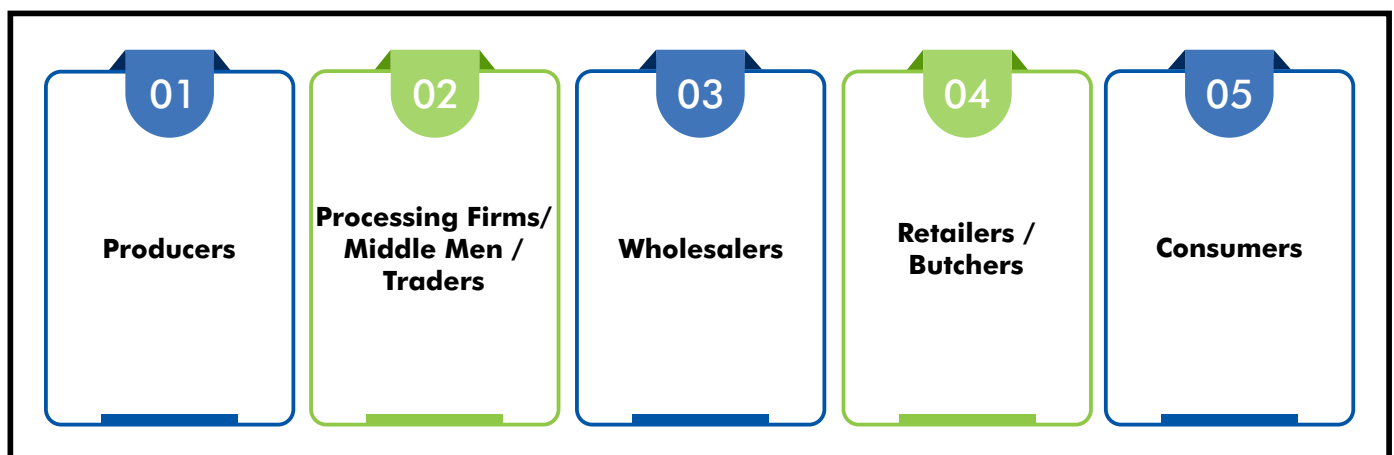 01
Producers
02
Processing Firms/
Middle Men /
Traders
03
Wholesalers
04
Retailers /
Butchers
05
Consumers